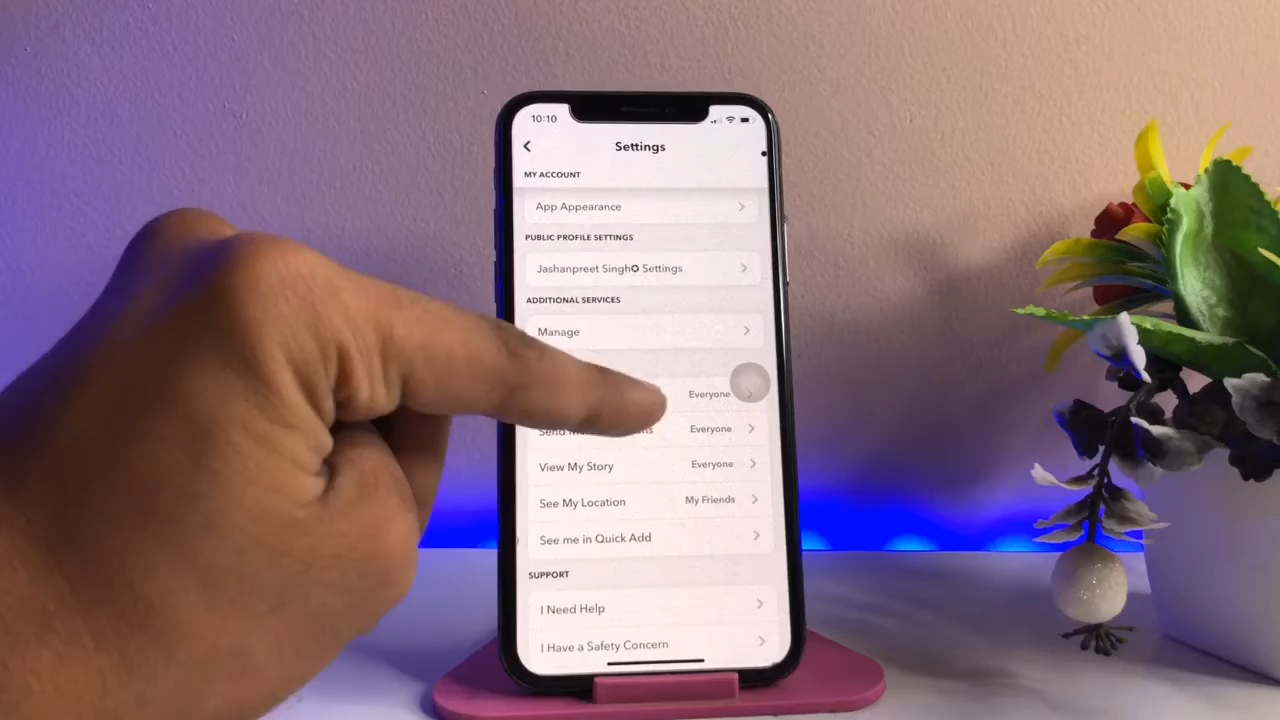 10:10
Settings
MY ACCOUNT
App Appearance
PUBLIC PROFILE SETTINGS
Jashanpreet Singh✪ Settings
ADDITIONAL SERVICES
Manage
Everyone
Send Everyone
View My Story Everyone
See My Location My Friends
See me in Quick Add
SUPPORT
I Need Help
I Have a Safety Concern